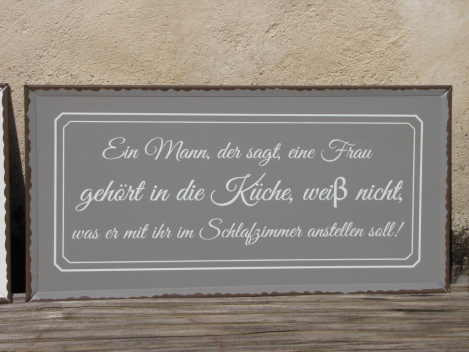 Ein Mann, der sagt, eine Frau
gehört in die Küche, weiß nicht,
was er mit ihr im Schlafzimmer anstellen soll!